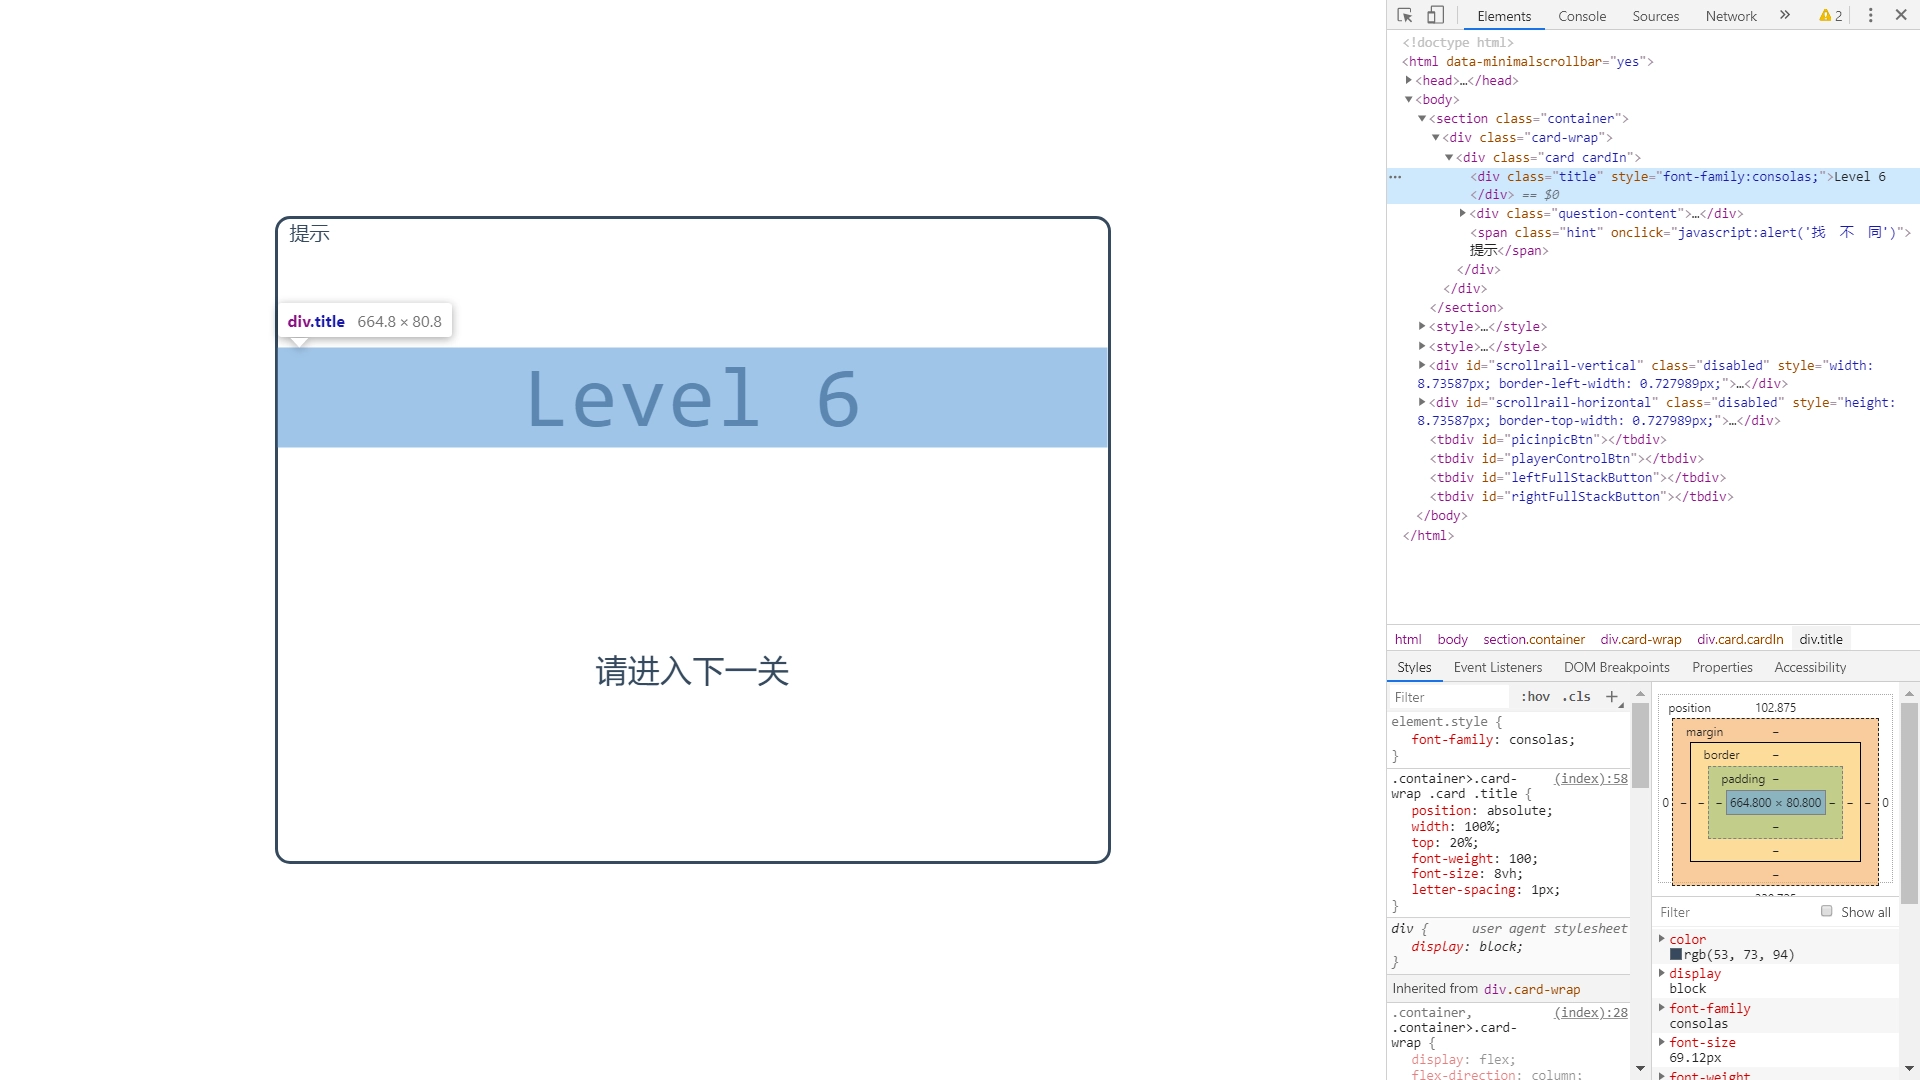 提示
div.title 664.8 × 80.8
Level 6
请进入下一关
Elements Console Sources Network » 2
<!doctype html>
<html data-minimalscrollbar="yes">
<head>…</head>
<body>
<section class="container">
<div class="card-wrap">
<div class="card cardIn">
<div class="title" style="font-family:consolas;">Level 6
</div> == $0
<div class="question-content">…</div>
<span class="hint" onclick="javascript:alert('找　不　同')">
提示</span>
</div>
</div>
</section>
<style>…</style>
<style>…</style>
<div id="scrollrail-vertical" class="disabled" style="width:
8.73587px; border-left-width: 0.727989px;">…</div>
<div id="scrollrail-horizontal" class="disabled" style="height:
8.73587px; border-top-width: 0.727989px;">…</div>
<tbdiv id="picinpicBtn"></tbdiv>
<tbdiv id="playerControlBtn"></tbdiv>
<tbdiv id="leftFullStackButton"></tbdiv>
<tbdiv id="rightFullStackButton"></tbdiv>
</body>
</html>
html body section.container div.card-wrap div.card.cardIn div.title
Styles Event Listeners DOM Breakpoints Properties Accessibility
Filter :hov .cls +
element.style {
font-family: consolas;
}
.container>.card- (index):58
wrap .card .title {
position: absolute;
width: 100%;
top: 20%;
font-weight: 100;
font-size: 8vh;
letter-spacing: 1px;
}
div { user agent stylesheet
display: block;
}
Inherited from div.card-wrap
.container, (index):28
.container>.card-
wrap {
display: flex;
flex-direction: column;
position 102.875
margin –
border –
padding –
0 – – – 664.800 × 80.800 – – – 0
–
–
–
Filter Show all
color
rgb(53, 73, 94)
display
block
font-family
consolas
font-size
69.12px
font-weight